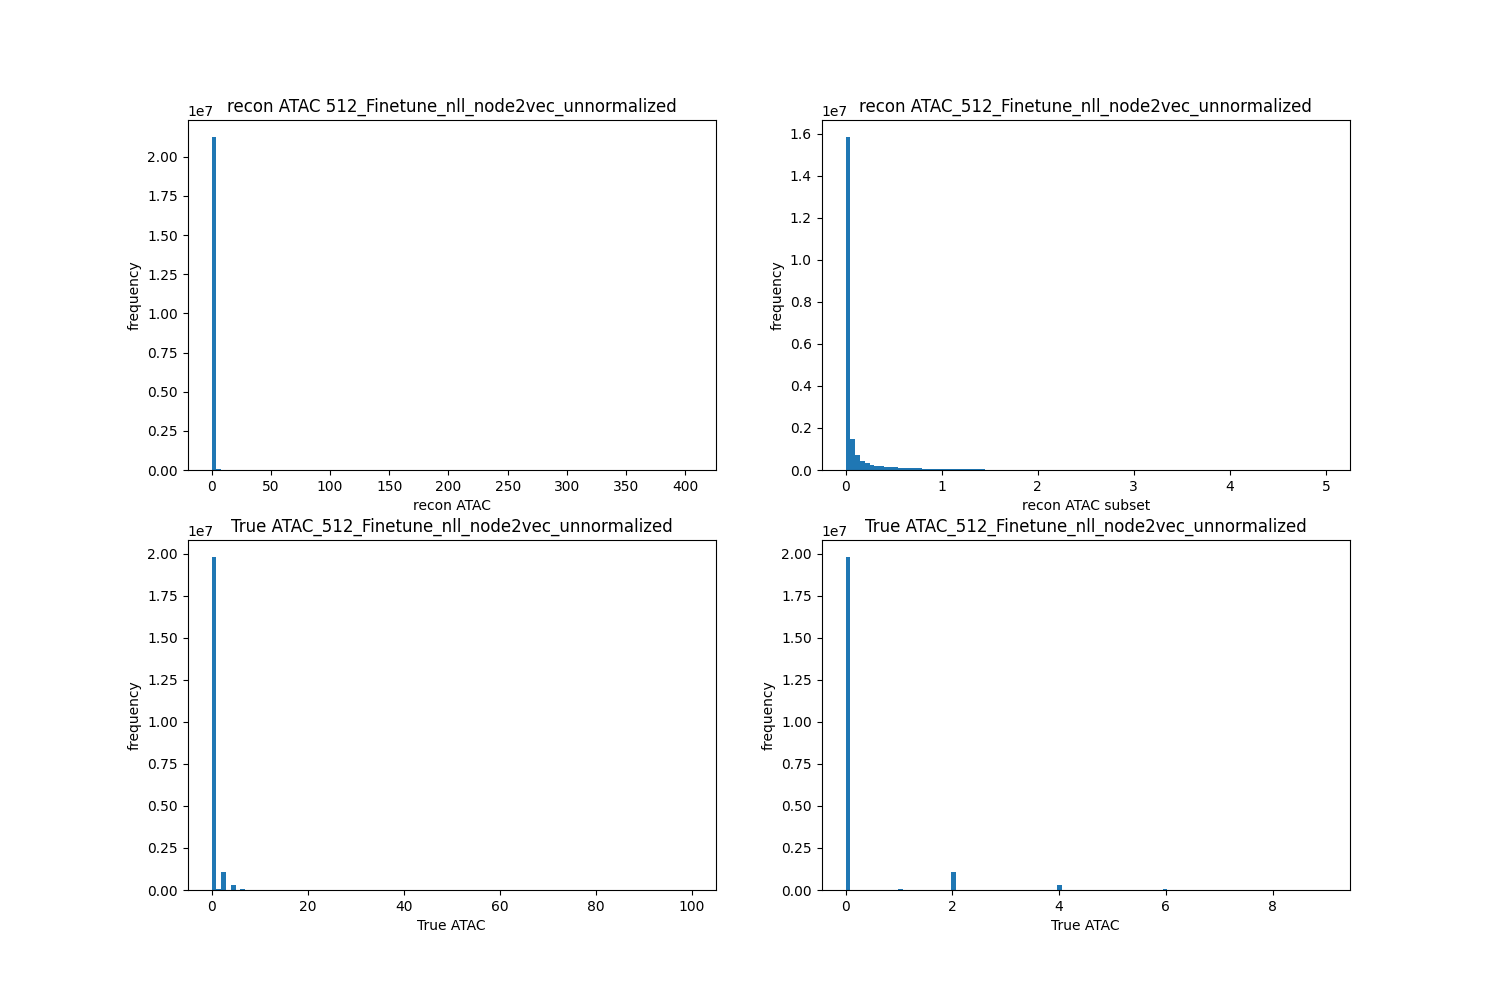 recon ATAC 512_Finetune_nll_node2vec_unnormalized
1e7
frequency
2.00
1.75
1.50
1.25
1.00
0.75
0.50
0.25
0.00
0 50 100 150 200 250 300 350 400
recon ATAC
recon ATAC_512_Finetune_nll_node2vec_unnormalized
1e7
frequency
1.6
1.4
1.2
1.0
0.8
0.6
0.4
0.2
0.0
0 1 2 3 4 5
recon ATAC subset
True ATAC_512_Finetune_nll_node2vec_unnormalized
1e7
frequency
2.00
1.75
1.50
1.25
1.00
0.75
0.50
0.25
0.00
0 20 40 60 80 100
True ATAC
True ATAC_512_Finetune_nll_node2vec_unnormalized
1e7
frequency
2.00
1.75
1.50
1.25
1.00
0.75
0.50
0.25
0.00
0 2 4 6 8
True ATAC